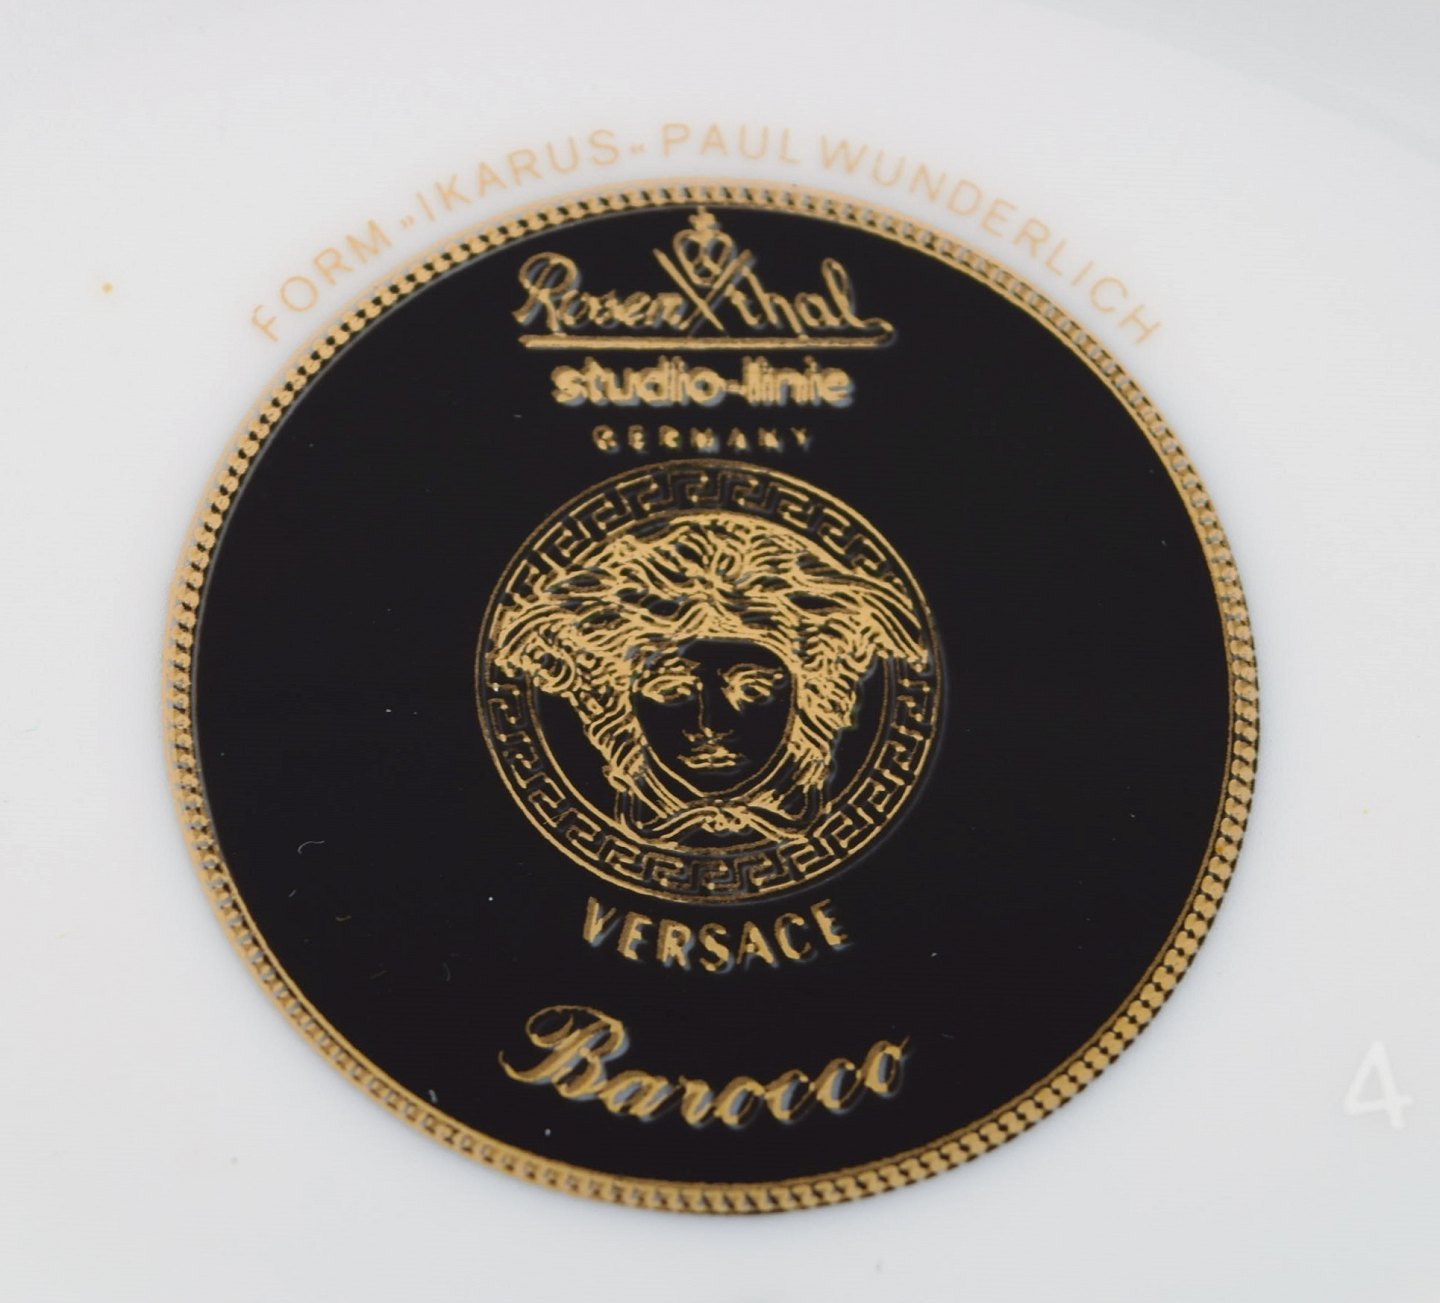 FORM »IKARUS« PAUL WUNDERLICH
Rosenthal
studio-linie
GERMANY
VERSACE
Barocco
4